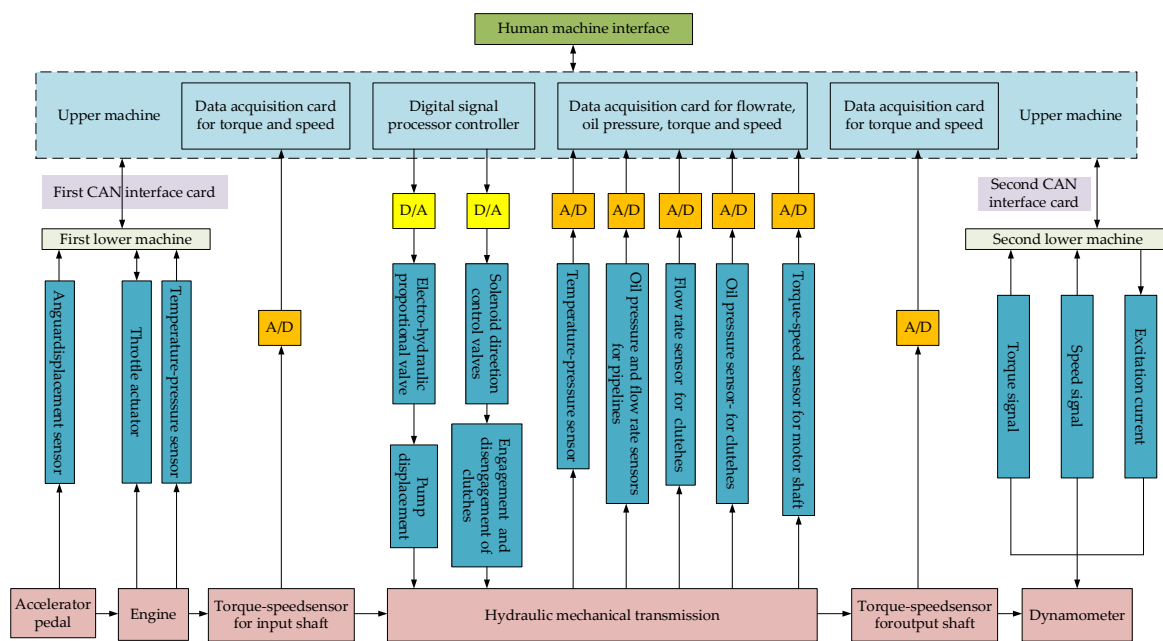 Human machine interface
Upper machine
Data acquisition card
for torque and speed
Digital signal
processor controller
Data acquisition card for flowrate,
oil pressure, torque and speed
Data acquisition card
for torque and speed
Upper machine
First CAN interface card
Second CAN
interface card
D/A
D/A
A/D
A/D
A/D
A/D
A/D
First lower machine
Second lower machine
Anguardisplacement sensor
Throttle actuator
Temperature-pressure sensor
A/D
Electro-hydraulic
proportional valve
Solenoid direction
control valves
Temperature-pressure sensor
Oil pressure and flow rate sensors
for pipelines
Flow rate sensor for clutehes
Oil pressure sensor- for clutehes
Torque-speed sensor for motor shaft
A/D
Torque signal
Speed signal
Excitation current
Pump
displacement
Engagement and
disengagement of
clutches
Accelerator
pedal
Engine
Torque-speedsensor
for input shaft
Hydraulic mechanical transmission
Torque-speedsensor
foroutput shaft
Dynamometer